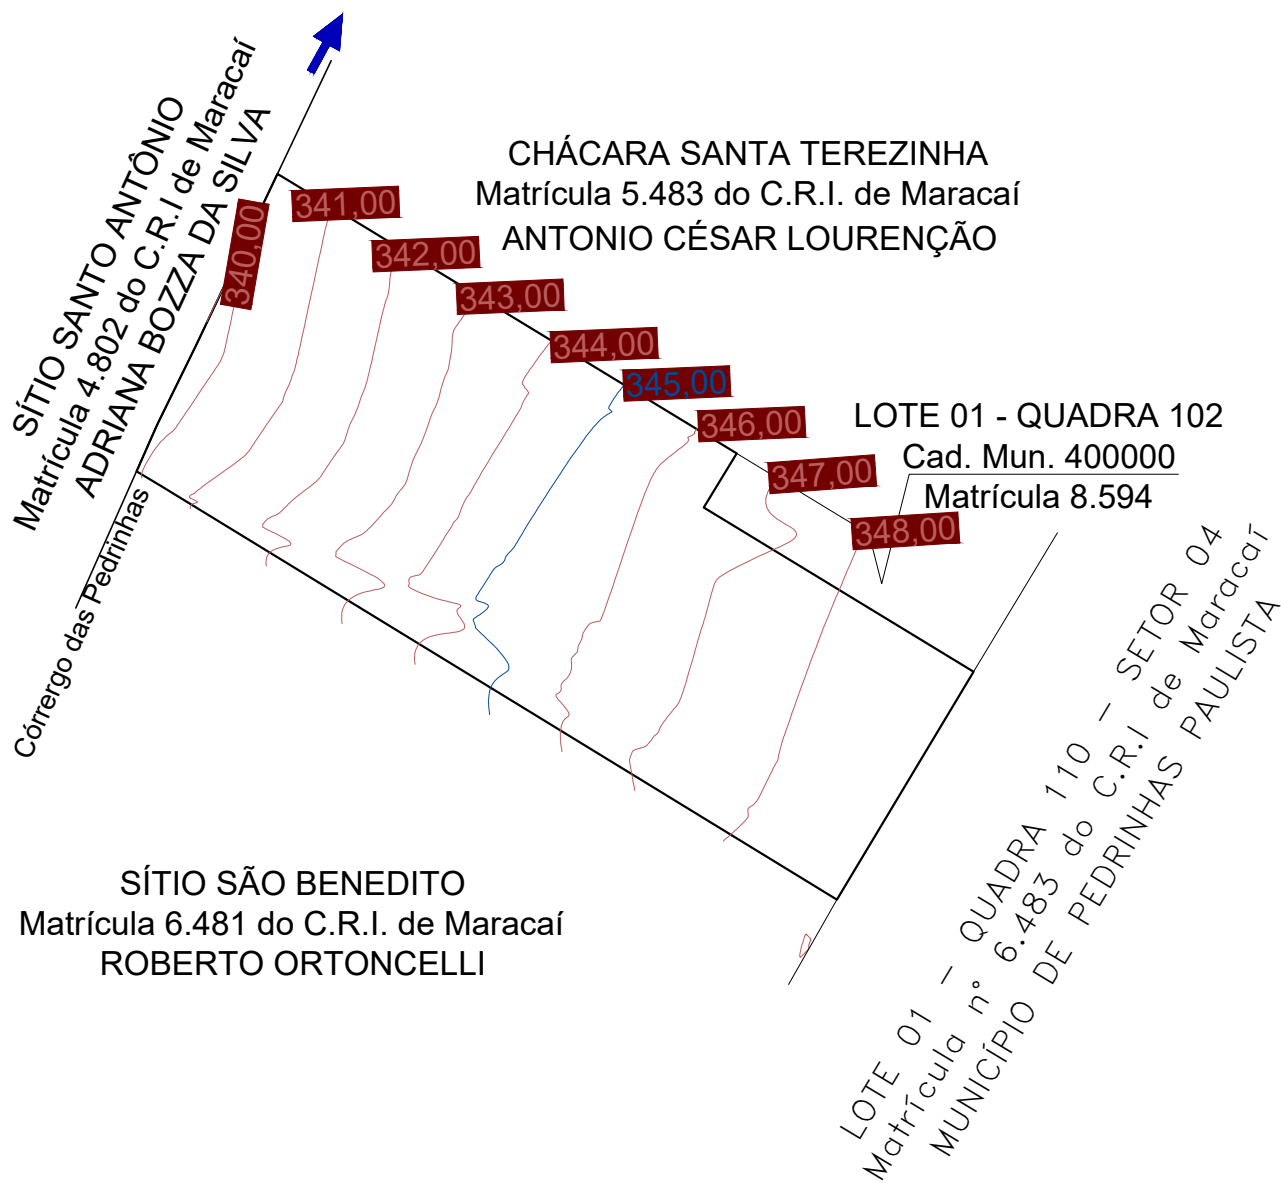 SÍTIO SANTO ANTÔNIO
Matrícula 4.802 do C.R.I de Maracaí
ADRIANA BOZZA DA SILVA
CHÁCARA SANTA TEREZINHA
Matrícula 5.483 do C.R.I. de Maracaí
ANTONIO CÉSAR LOURENÇÃO
340,00
341,00
342,00
343,00
344,00
345,00
346,00
347,00
348,00
LOTE 01 - QUADRA 102
Cad. Mun. 400000
Matrícula 8.594
Córrergo das Pedrinhas
SÍTIO SÃO BENEDITO
Matrícula 6.481 do C.R.I. de Maracaí
ROBERTO ORTONCELLI
LOTE 01 – QUADRA 110 – SETOR 04
Matrícula n° 6.483 do C.R.I de Maracaí
MUNICÍPIO DE PEDRINHAS PAULISTA